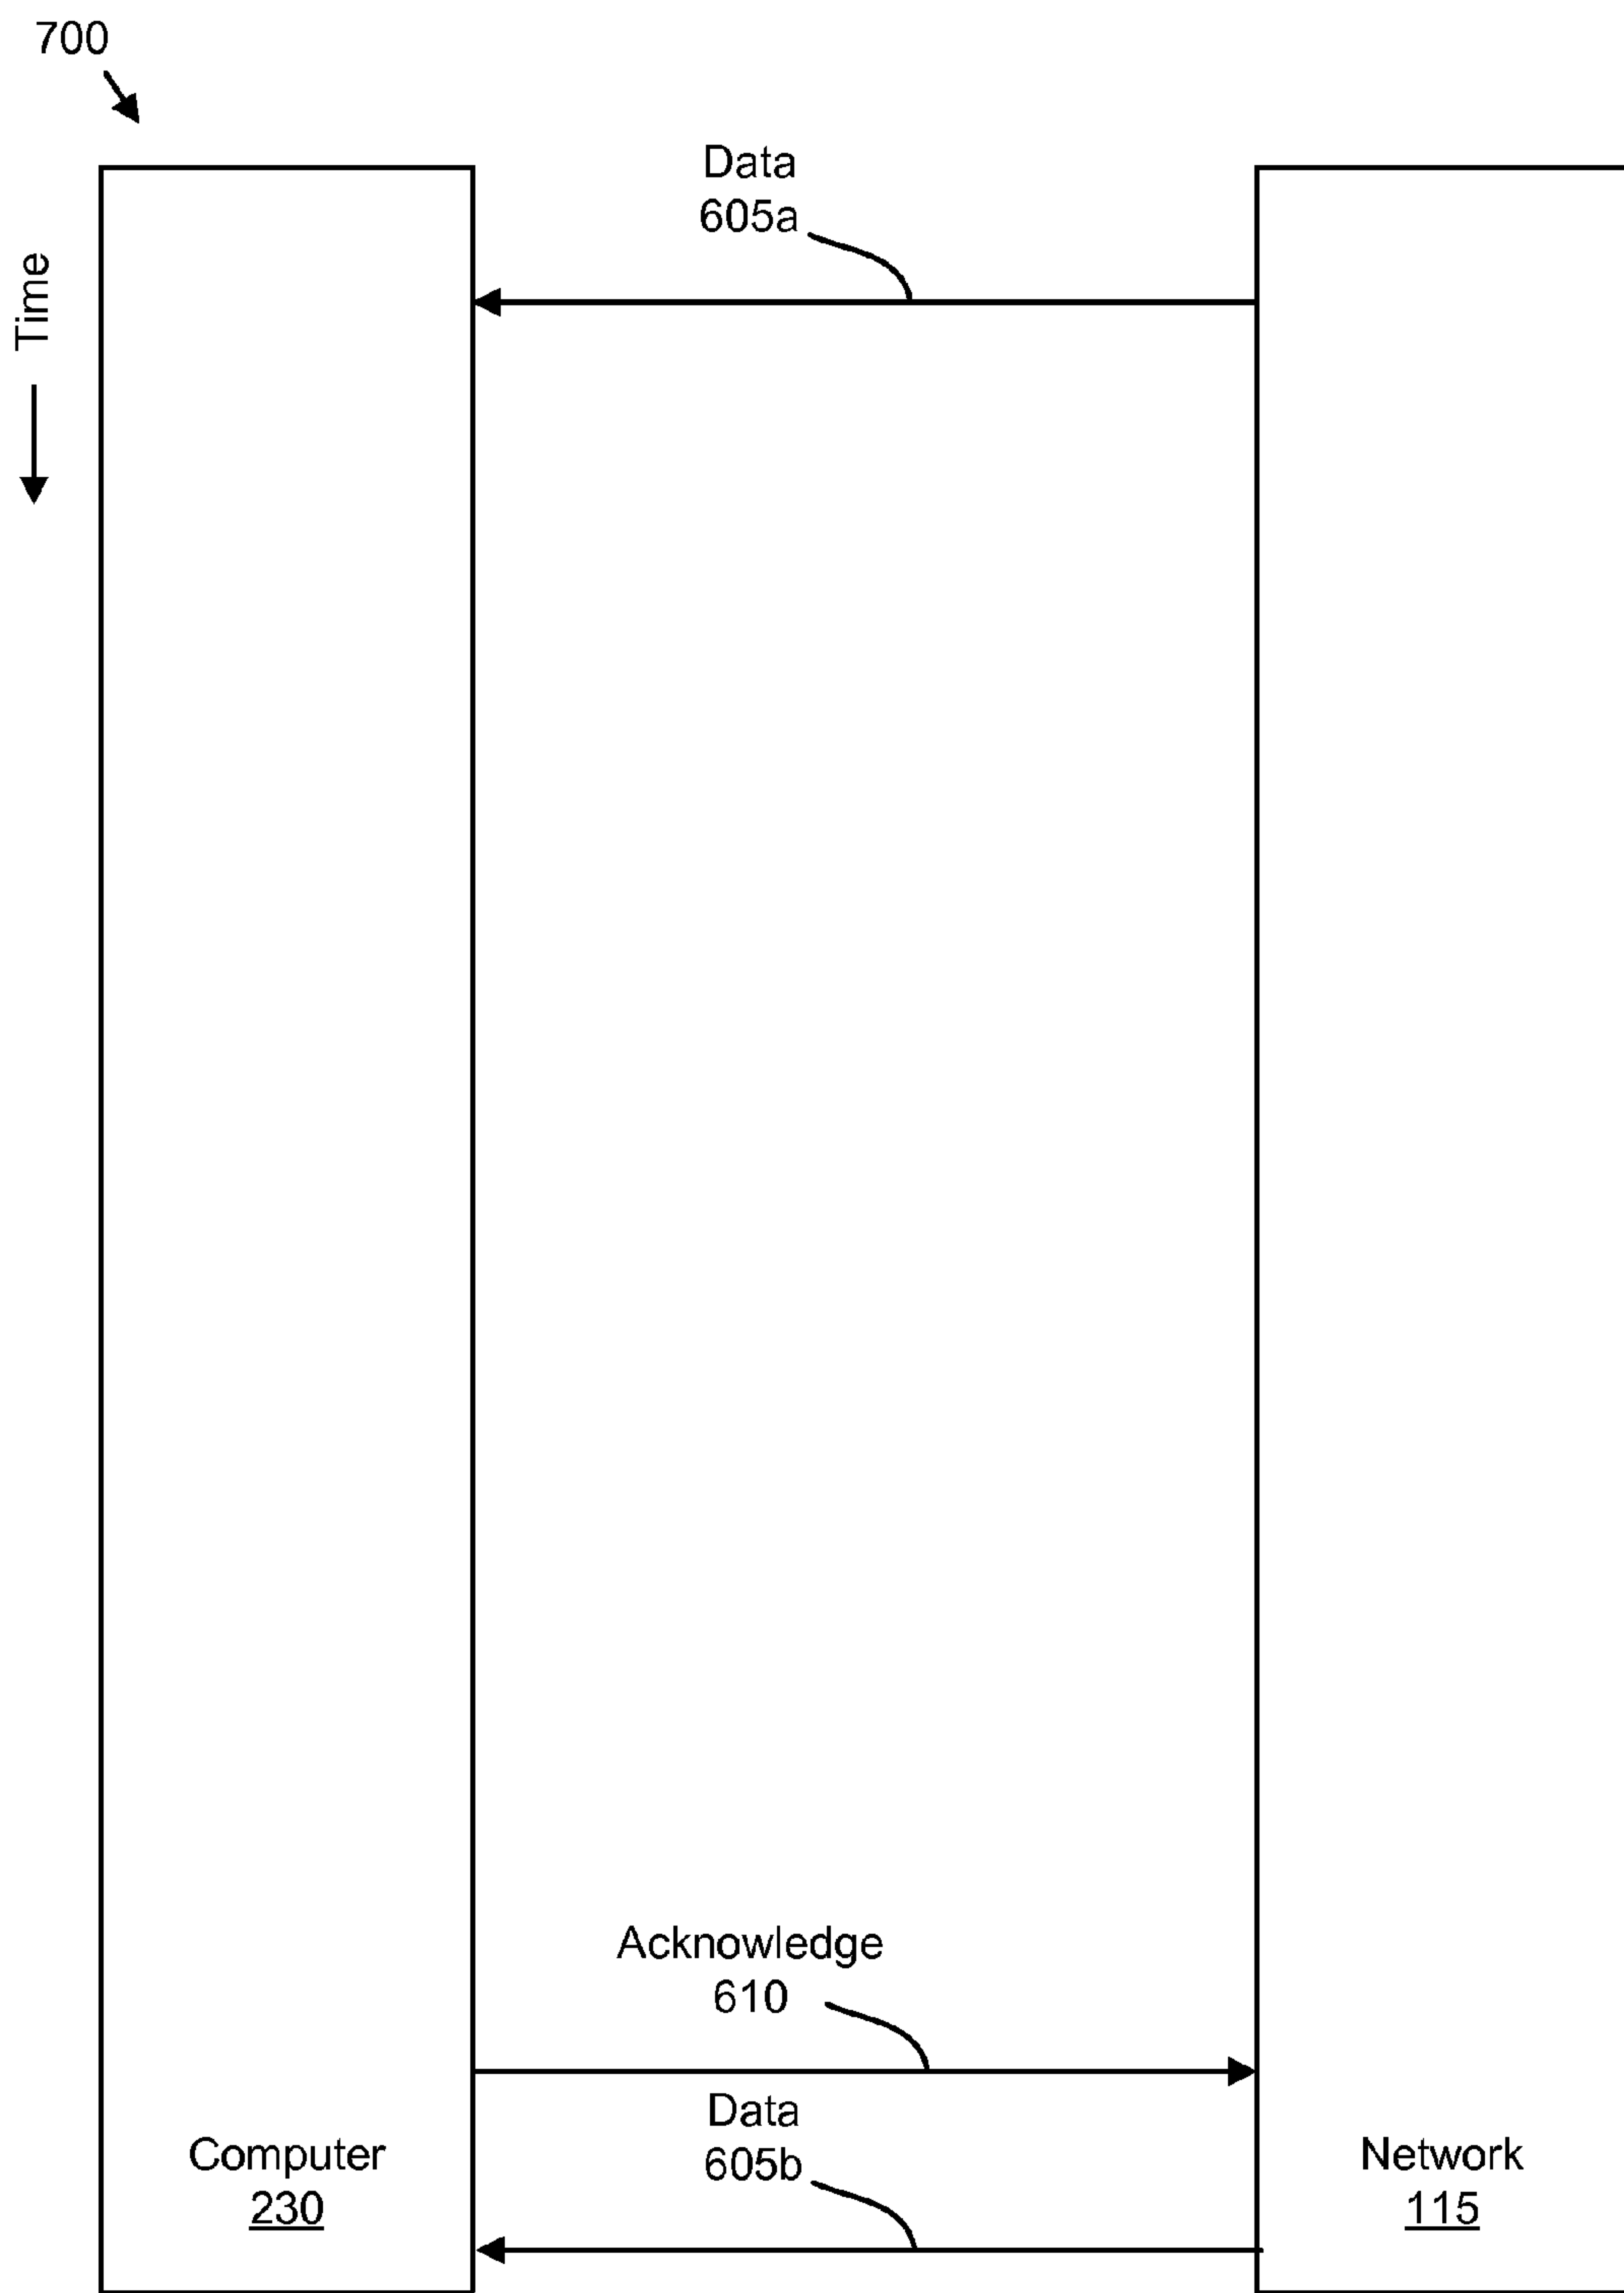 700
Time
Data
605a
Acknowledge
610
Data
605b
Computer
230
Network
115